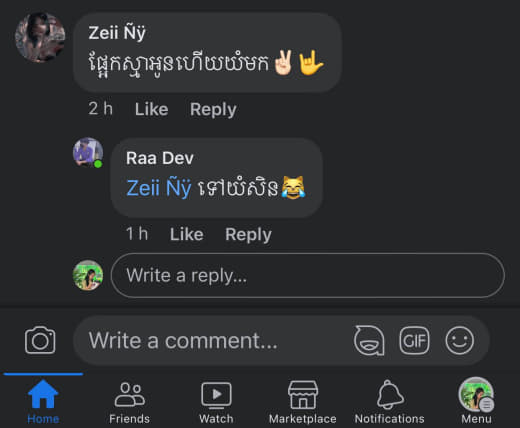 Zeii Ñÿ
ផ្អែកស្មាអូនហើយយំមក✌🏻🤟
2 h Like Reply
Raa Dev
Zeii Ñÿ ទៅយំសិន😹
1 h Like Reply
Write a reply...
Write a comment...
GIF
Home Friends Watch Marketplace Notifications Menu